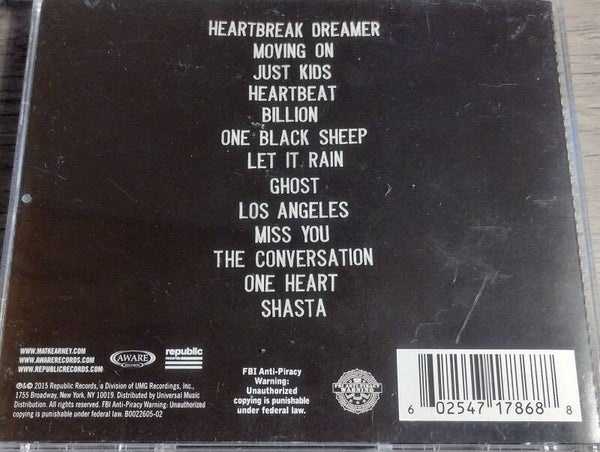 HEARTBREAK DREAMER
MOVING ON
JUST KIDS
HEARTBEAT
BILLION
ONE BLACK SHEEP
LET IT RAIN
GHOST
LOS ANGELES
MISS YOU
THE CONVERSATION
ONE HEART
SHASTA
WWW.MATKEARNEY.COM
WWW.AWARERECORDS.COM
WWW.REPUBLICRECORDS.COM
AWARE
republic
℗&© 2015 Republic Records, a Division of UMG Recordings, Inc.,
1755 Broadway, New York, NY 10019. Distributed by Universal Music
Distribution. All rights reserved. FBI Anti-Piracy Warning: Unauthorized
copying is punishable under federal law. B0022605-02
FBI Anti-Piracy
Warning:
Unauthorized
copying is punishable
under federal law.
FBI ANTI-PIRACY
WARNING
6 02547 17868 8